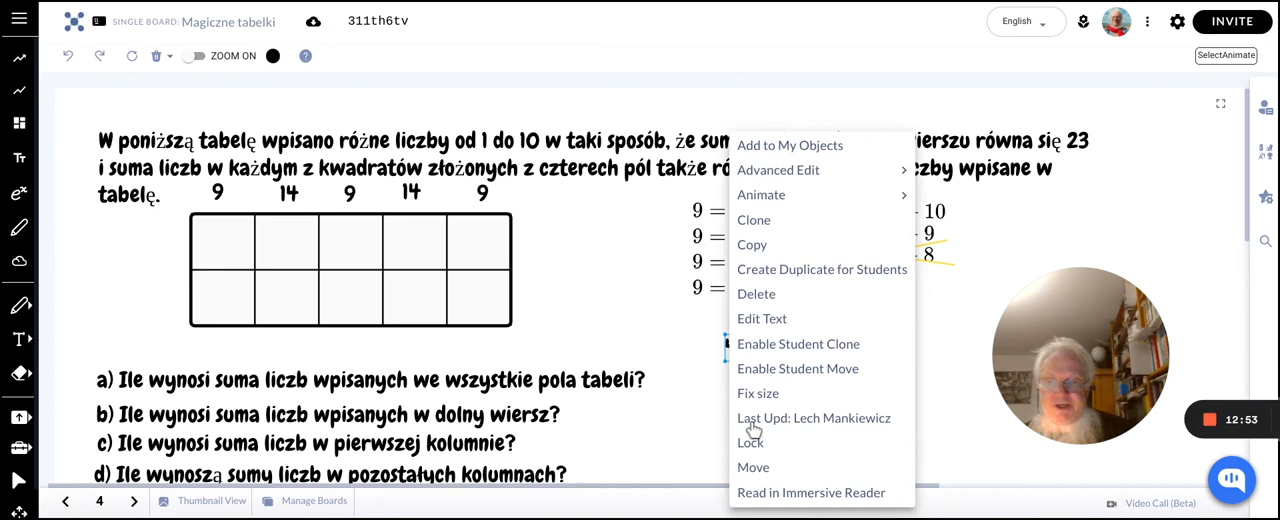 SINGLE BOARD: Magiczne tabelki
311th6tv
English
INVITE
ZOOM ON
SelectAnimate
W poniższą tabelę wpisano różne liczby od 1 do 10 w taki sposób, że sum
ierszu równa się 23
i suma liczb w każdym z kwadratów złożonych z czterech pól także ró
czby wpisane w
tabelę.
9 14 9 14 9
9 =
9 =
9 =
9 =
- 10
- 9
- 8
Add to My Objects
Advanced Edit
Animate
Clone
Copy
Create Duplicate for Students
Delete
Edit Text
Enable Student Clone
Enable Student Move
Fix size
Last Upd: Lech Mankiewicz
Lock
Move
Read in Immersive Reader
a) Ile wynosi suma liczb wpisanych we wszystkie pola tabeli?
b) Ile wynosi suma liczb wpisanych w dolny wiersz?
c) Ile wynosi suma liczb w pierwszej kolumnie?
d) Ile wynoszą sumy liczb w pozostałych kolumnach?
12:53
4
Thumbnail View
Manage Boards
Video Call (Beta)